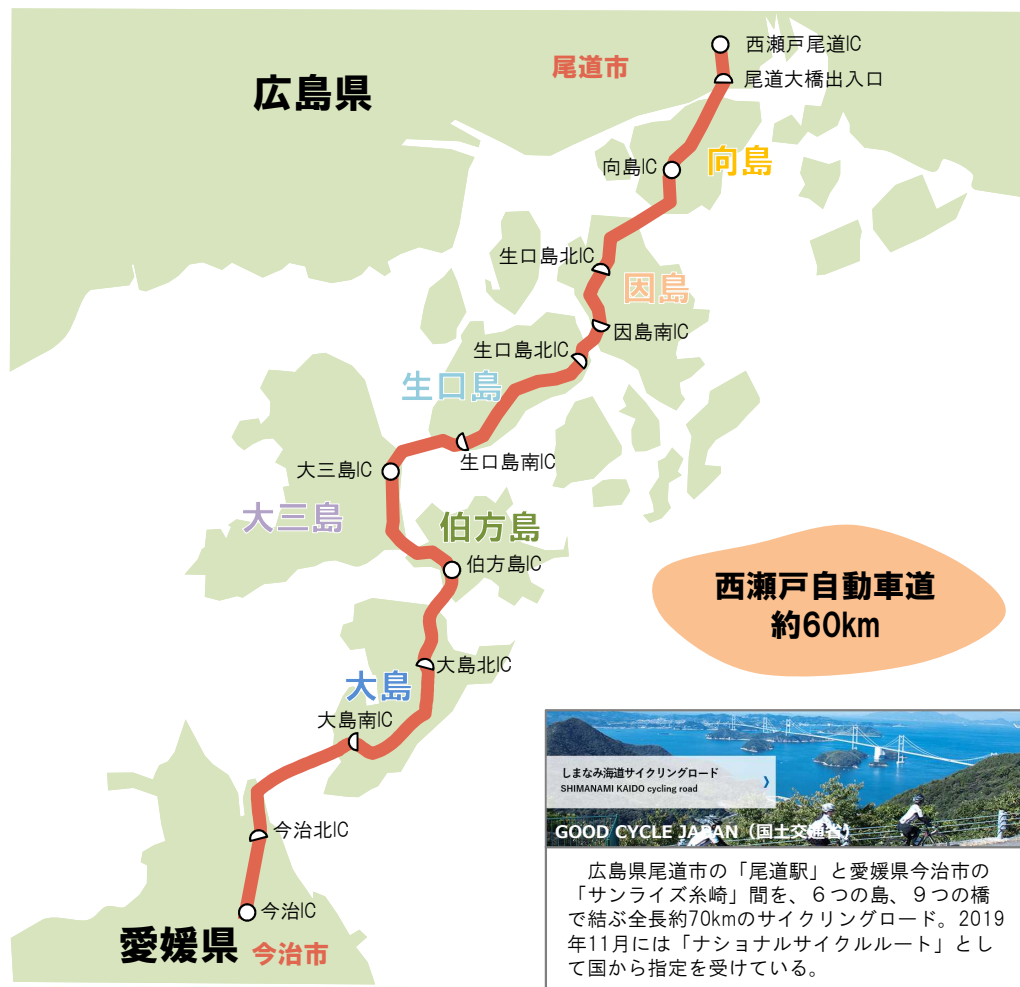 西瀬戸尾道IC
尾道市
尾道大橋出入口
広島県
向島IC
向島
生口島北IC
因島
因島南IC
生口島北IC
生口島
生口島南IC
大三島IC
大三島
伯方島
伯方島IC
西瀬戸自動車道
約60km
大島北IC
大島
大島南IC
今治北IC
今治IC
愛媛県
今治市
しまなみ海道サイクリングロード
SHIMANAMI KAIDO cycling road
GOOD CYCLE JAPAN（国土交通省）
広島県尾道市の「尾道駅」と愛媛県今治市の
「サンライズ糸崎」間を、６つの島、９つの橋
で結ぶ全長約70kmのサイクリングロード。2019
年11月には「ナショナルサイクルルート」とし
て国から指定を受けている。